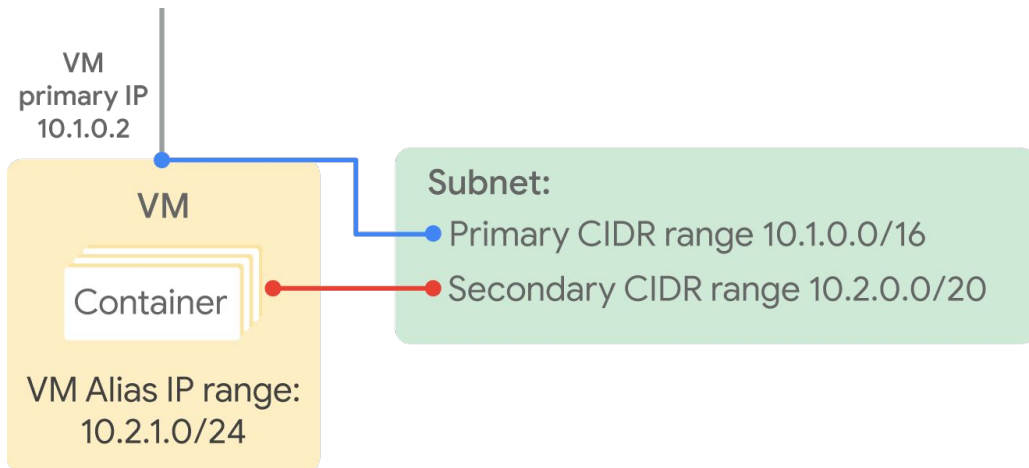 VM
primary IP
10.1.0.2
VM
Container
VM Alias IP range:
10.2.1.0/24
Subnet:
Primary CIDR range 10.1.0.0/16
Secondary CIDR range 10.2.0.0/20